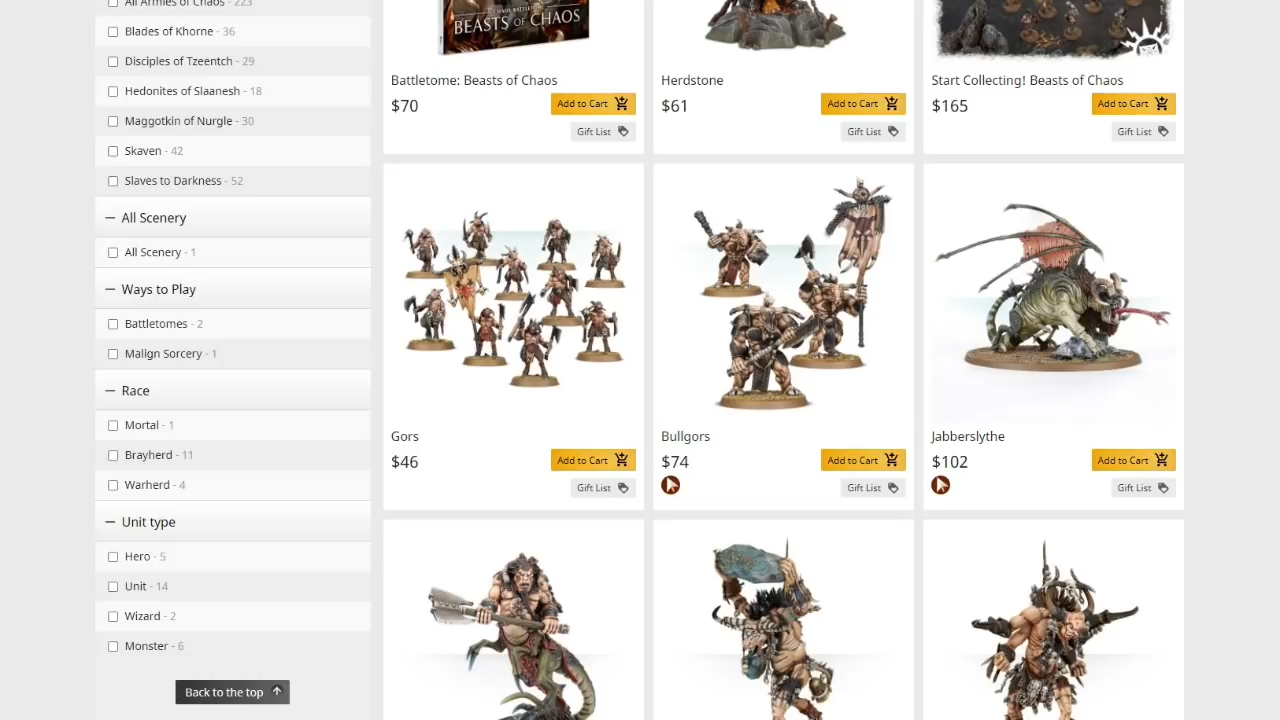 All Armies of Chaos - 223
Blades of Khorne - 36
Disciples of Tzeentch - 29
Hedonites of Slaanesh - 18
Maggotkin of Nurgle - 30
Skaven - 42
Slaves to Darkness - 52
All Scenery
All Scenery - 1
Ways to Play
Battletomes - 2
Malign Sorcery - 1
Race
Mortal - 1
Brayherd - 11
Warherd - 4
Unit type
Hero - 5
Unit - 14
Wizard - 2
Monster - 6
Back to the top
BEASTS OF CHAOS
Battletome: Beasts of Chaos
$70
Add to Cart
Gift List
Herdstone
$61
Add to Cart
Gift List
Start Collecting! Beasts of Chaos
$165
Add to Cart
Gift List
Gors
$46
Add to Cart
Gift List
Bullgors
$74
Add to Cart
Gift List
Jabberslythe
$102
Add to Cart
Gift List